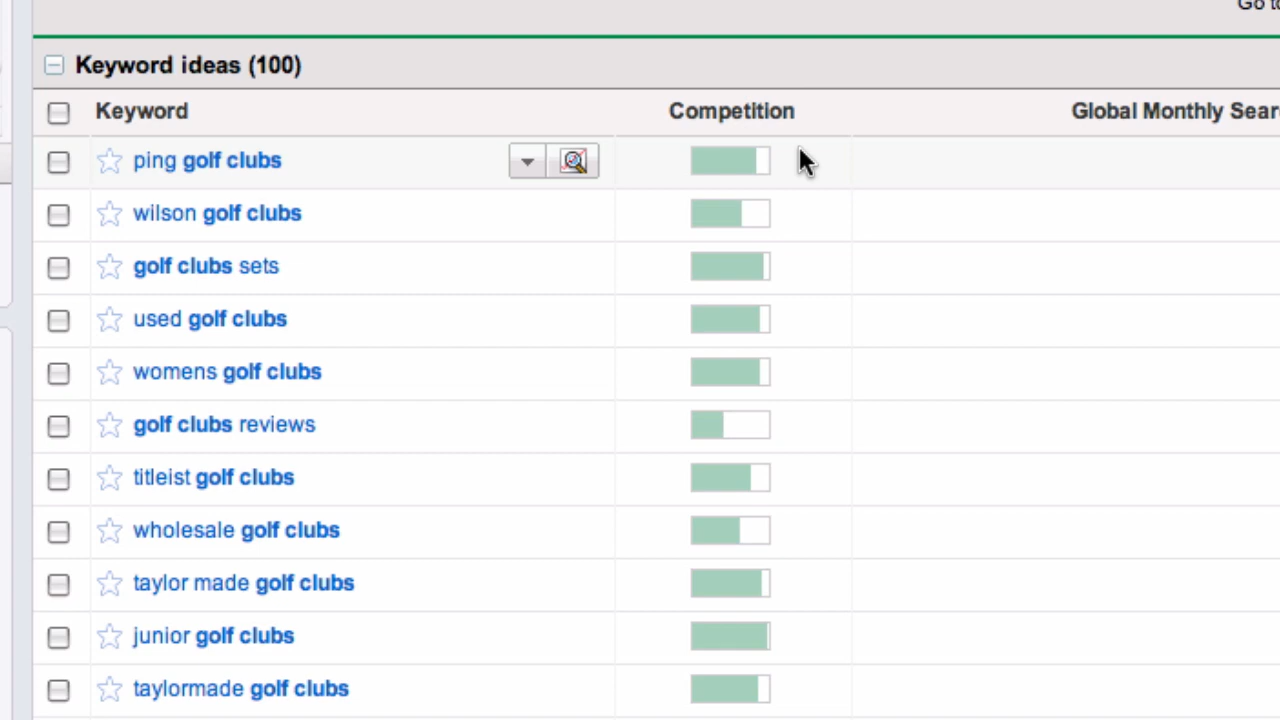 Go to
Keyword ideas (100)
Keyword Competition Global Monthly Sear
ping golf clubs
wilson golf clubs
golf clubs sets
used golf clubs
womens golf clubs
golf clubs reviews
titleist golf clubs
wholesale golf clubs
taylor made golf clubs
junior golf clubs
taylormade golf clubs